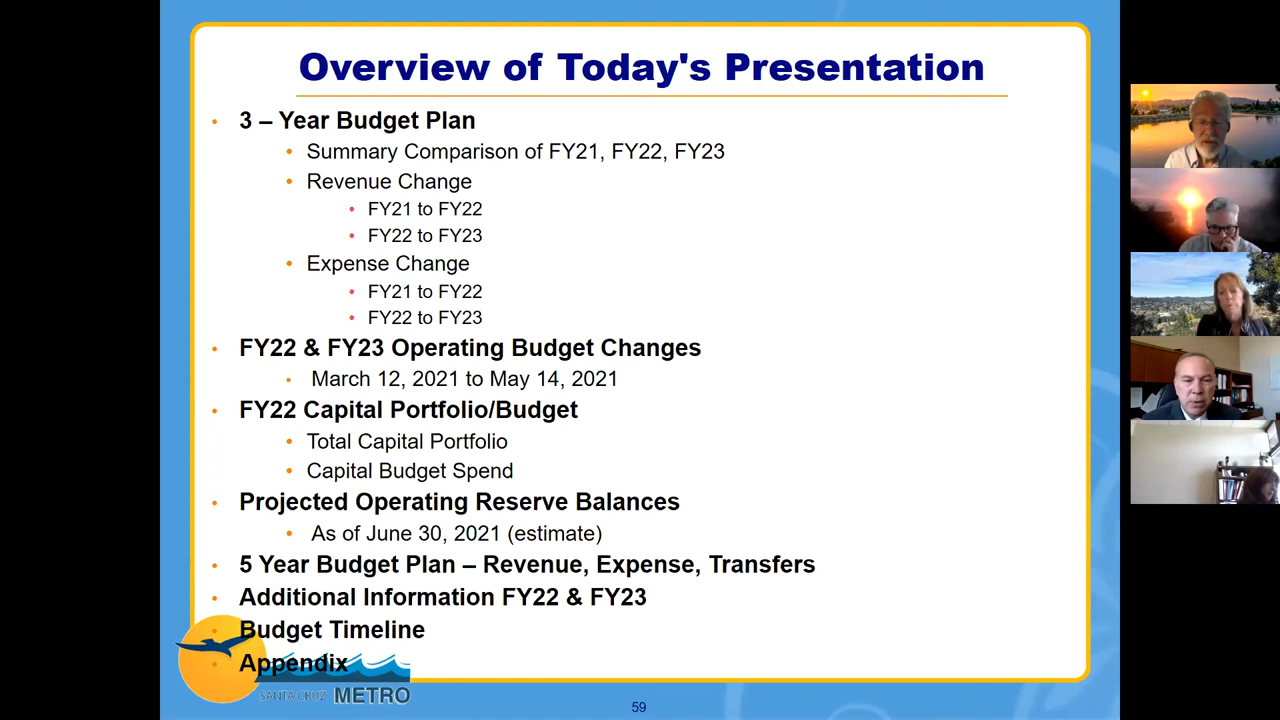 Overview of Today's Presentation
• 3 – Year Budget Plan
• Summary Comparison of FY21, FY22, FY23
• Revenue Change
• FY21 to FY22
• FY22 to FY23
• Expense Change
• FY21 to FY22
• FY22 to FY23
• FY22 & FY23 Operating Budget Changes
• March 12, 2021 to May 14, 2021
• FY22 Capital Portfolio/Budget
• Total Capital Portfolio
• Capital Budget Spend
• Projected Operating Reserve Balances
• As of June 30, 2021 (estimate)
• 5 Year Budget Plan – Revenue, Expense, Transfers
• Additional Information FY22 & FY23
• Budget Timeline
• Appendix
SANTA CRUZ METRO
59